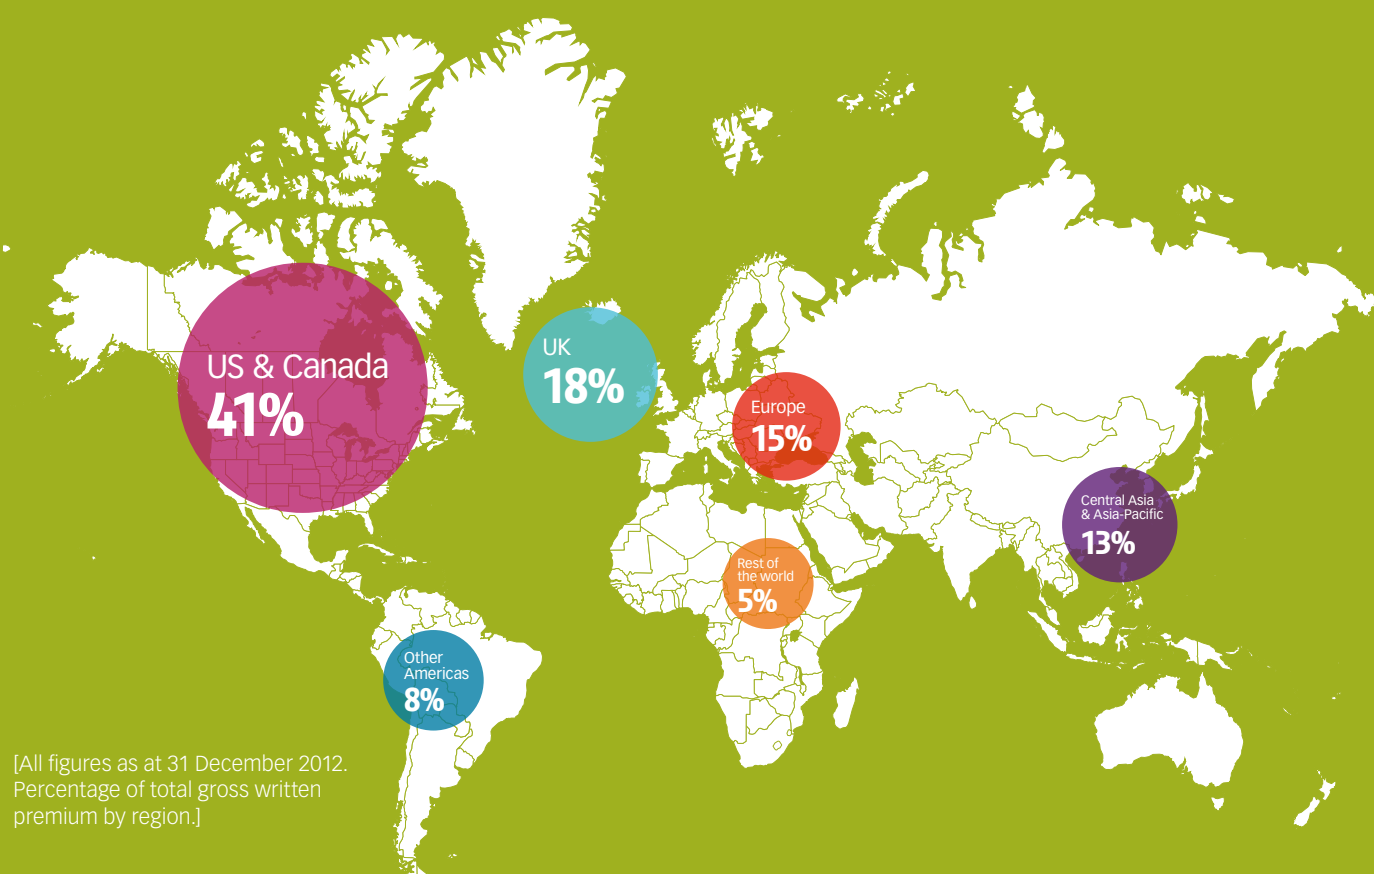 US & Canada
41%
UK
18%
Europe
15%
Central Asia
& Asia-Pacific
13%
Rest of
the world
5%
Other
Americas
8%
[All figures as at 31 December 2012.
Percentage of total gross written
premium by region.]